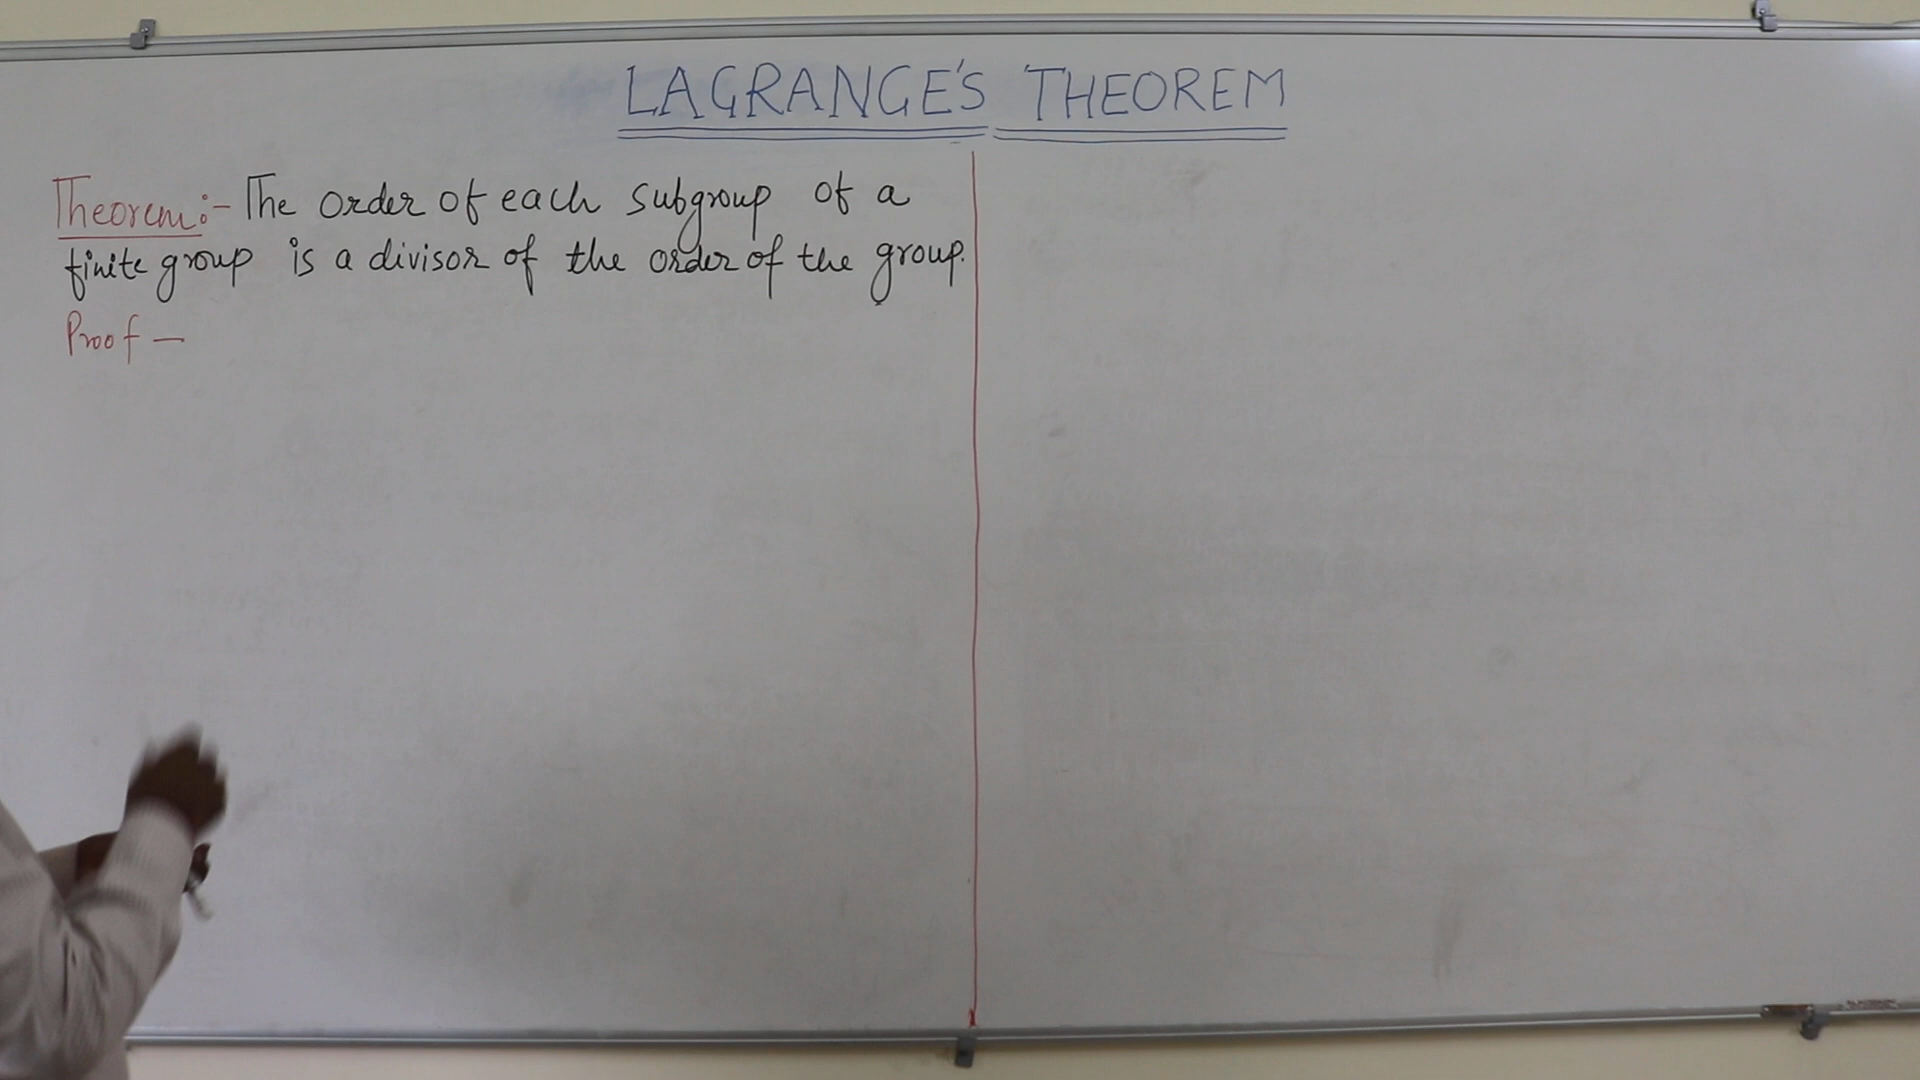 LAGRANGE'S THEOREM
Theorem:- The order of each subgroup of a
finite group is a divisor of the order of the group.
Proof -